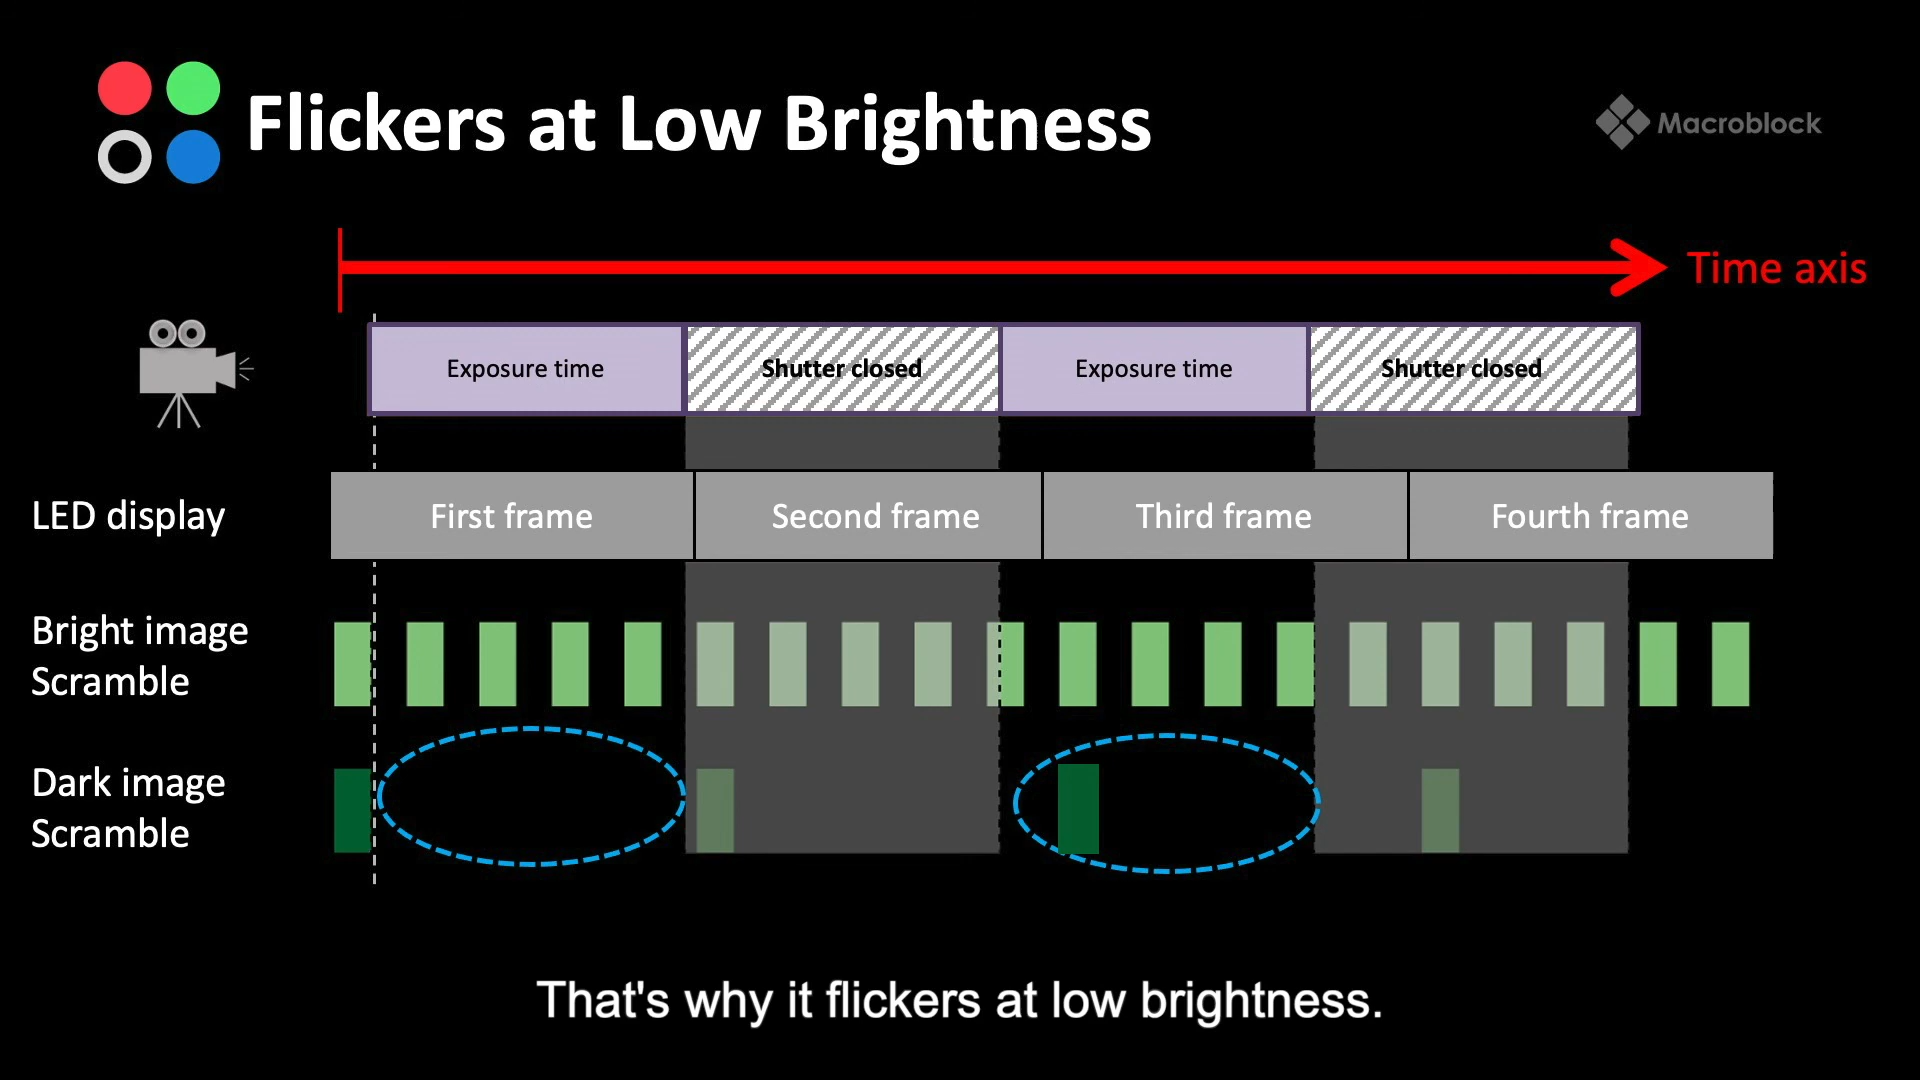 Flickers at Low Brightness
Macroblock
Time axis
Exposure time
Shutter closed
Exposure time
Shutter closed
LED display
First frame
Second frame
Third frame
Fourth frame
Bright image
Scramble
Dark image
Scramble
That's why it flickers at low brightness.